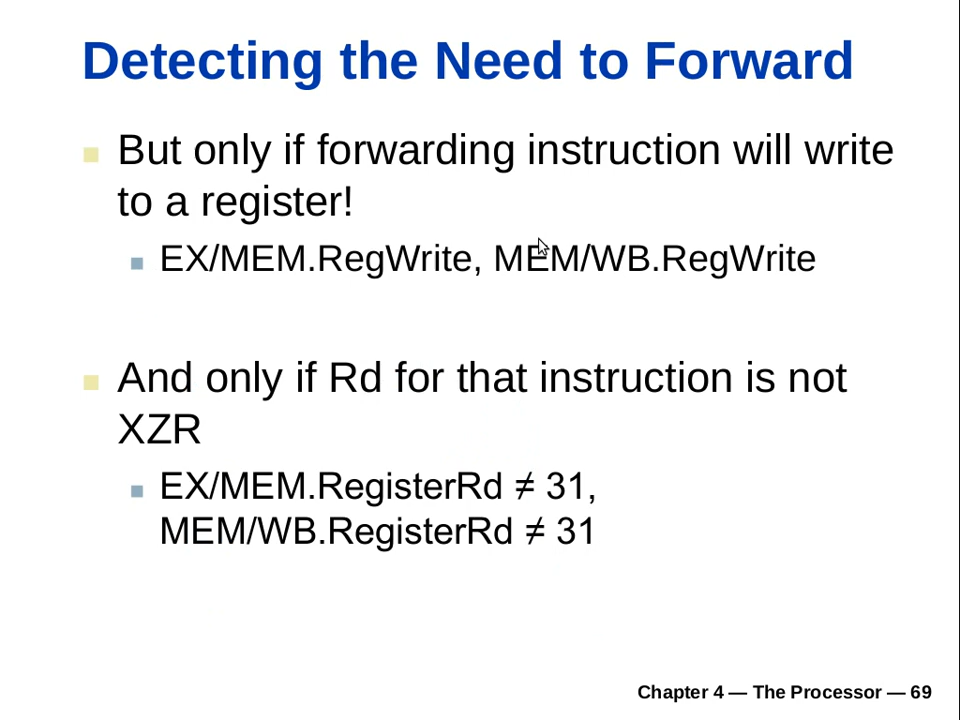 Detecting the Need to Forward
But only if forwarding instruction will write
to a register!
EX/MEM.RegWrite, MEM/WB.RegWrite
And only if Rd for that instruction is not
XZR
EX/MEM.RegisterRd ≠ 31,
MEM/WB.RegisterRd ≠ 31
Chapter 4 — The Processor — 69